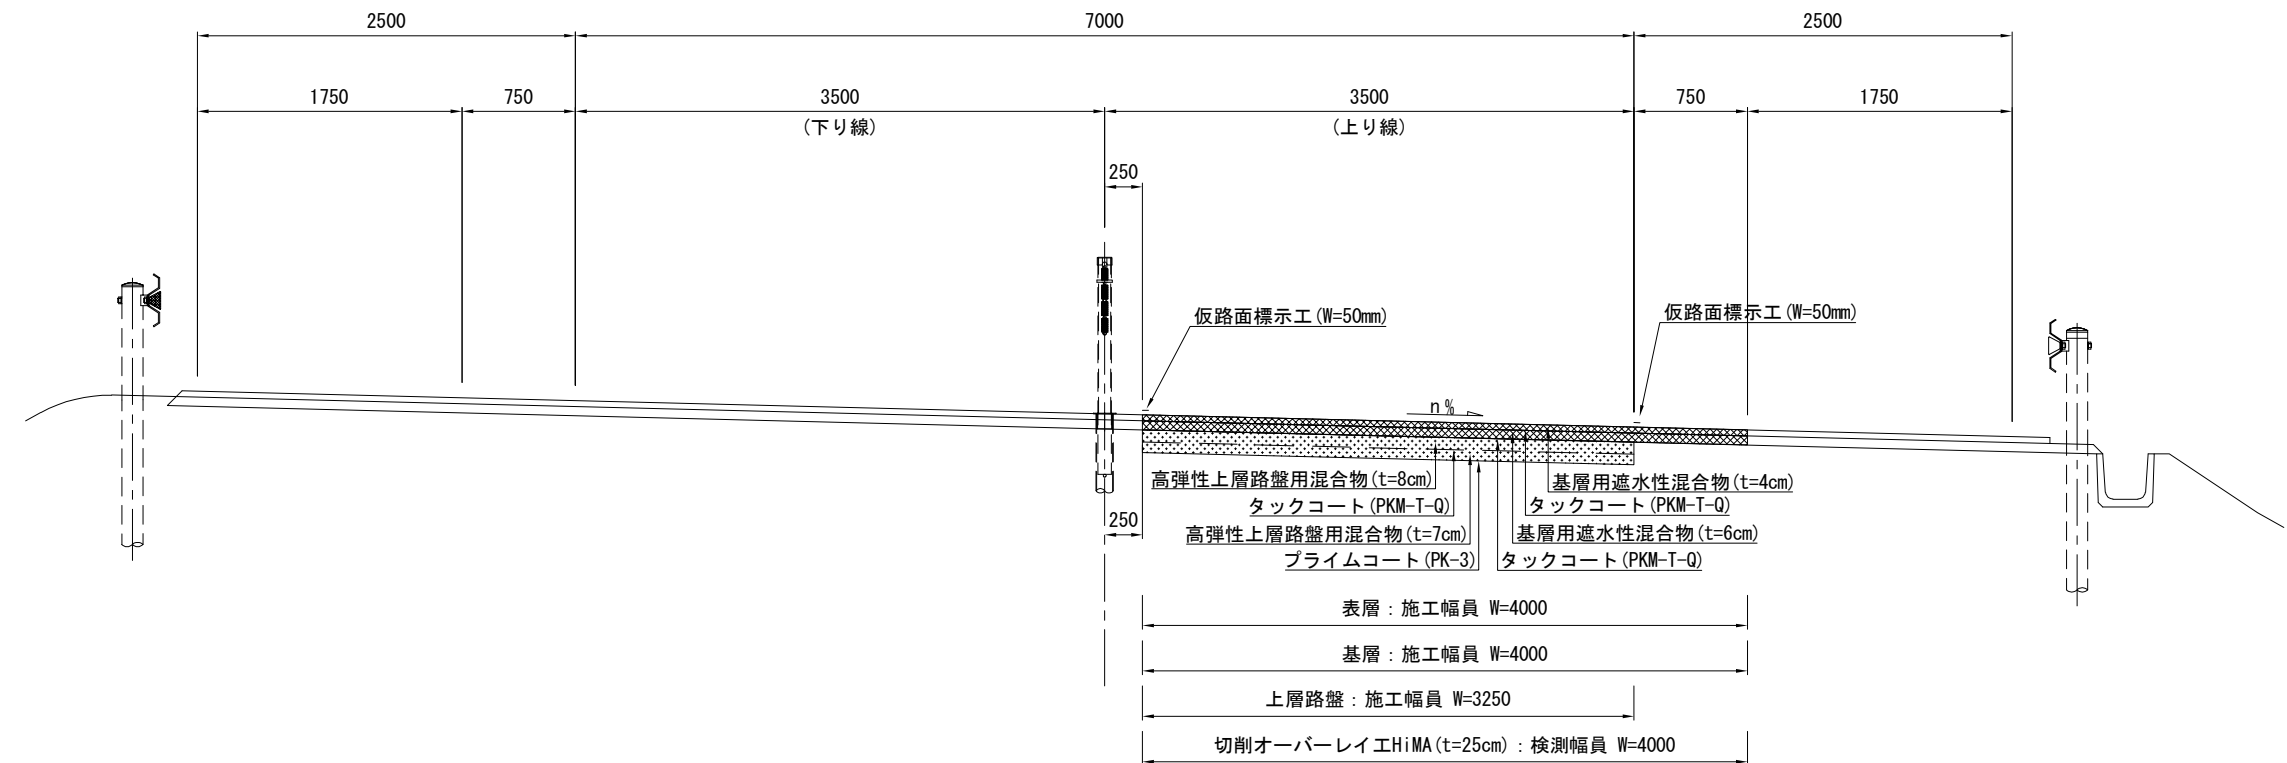 2500
7000
2500
1750
750
3500
3500
750
1750
(下り線)
(上り線)
250
仮路面標示工(W=50mm)
仮路面標示工(W=50mm)
n%
高弾性上層路盤用混合物(t=8cm)
基層用遮水性混合物(t=4cm)
タックコート(PKM-T-Q)
タックコート(PKM-T-Q)
250
高弾性上層路盤用混合物(t=7cm)
基層用遮水性混合物(t=6cm)
プライムコート(PK-3)
タックコート(PKM-T-Q)
表層：施工幅員 W=4000
基層：施工幅員 W=4000
上層路盤：施工幅員 W=3250
切削オーバーレイ工HiMA(t=25cm)：検測幅員 W=4000